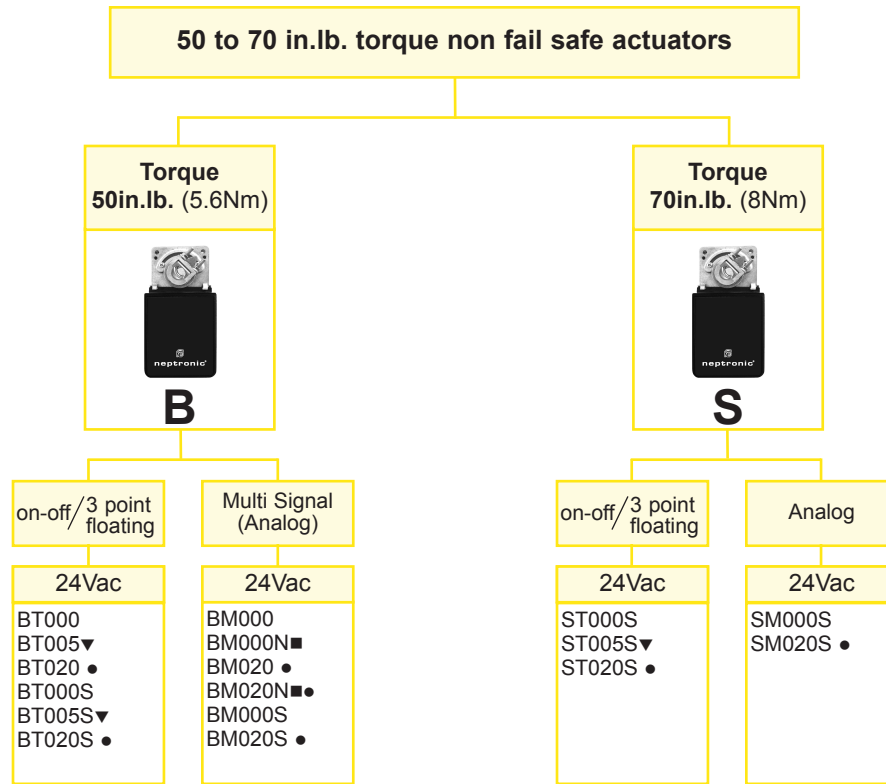 50 to 70 in.lb. torque non fail safe actuators
Torque
50in.lb. (5.6Nm)
neptronic
B
on-off/3 point
floating
24Vac
BT000
BT005▼
BT020 ●
BT000S
BT005S▼
BT020S ●
Multi Signal
(Analog)
24Vac
BM000
BM000N■
BM020 ●
BM020N■●
BM000S
BM020S ●
Torque
70in.lb. (8Nm)
neptronic
S
on-off/3 point
floating
24Vac
ST000S
ST005S▼
ST020S ●
Analog
24Vac
SM000S
SM020S ●